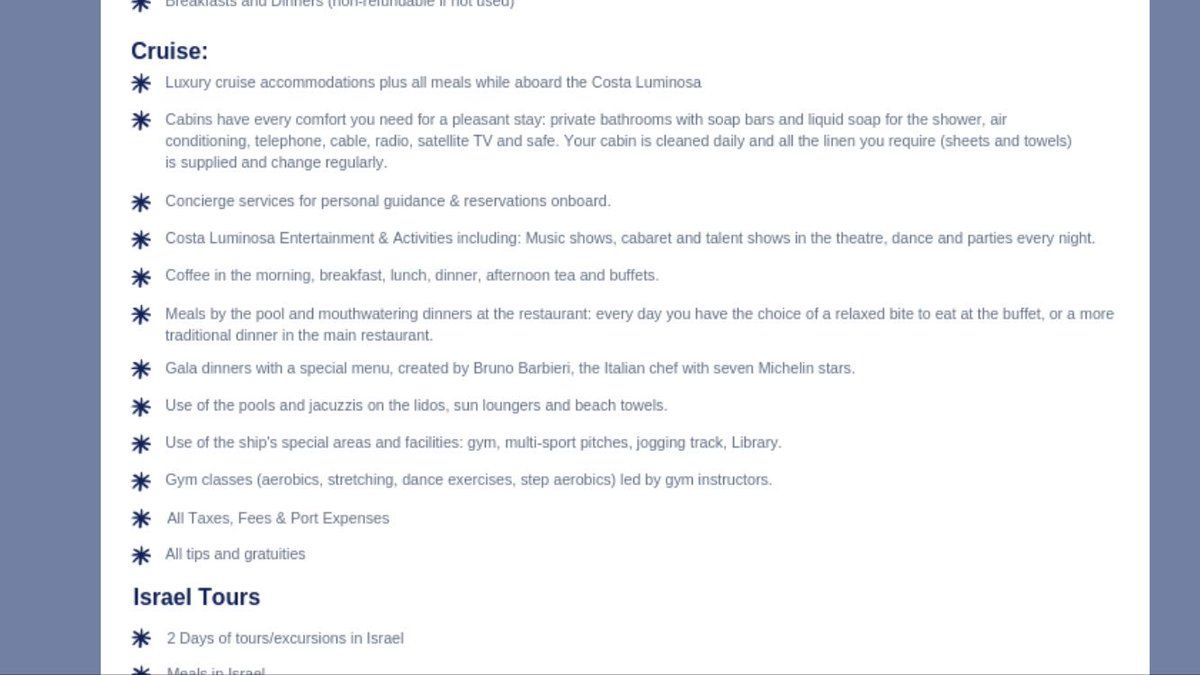 Breakfasts and Dinners (non-refundable if not used)
Cruise:
Luxury cruise accommodations plus all meals while aboard the Costa Luminosa
Cabins have every comfort you need for a pleasant stay: private bathrooms with soap bars and liquid soap for the shower, air
conditioning, telephone, cable, radio, satellite TV and safe. Your cabin is cleaned daily and all the linen you require (sheets and towels)
is supplied and change regularly.
Concierge services for personal guidance & reservations onboard.
Costa Luminosa Entertainment & Activities including: Music shows, cabaret and talent shows in the theatre, dance and parties every night.
Coffee in the morning, breakfast, lunch, dinner, afternoon tea and buffets.
Meals by the pool and mouthwatering dinners at the restaurant: every day you have the choice of a relaxed bite to eat at the buffet, or a more
traditional dinner in the main restaurant.
Gala dinners with a special menu, created by Bruno Barbieri, the Italian chef with seven Michelin stars.
Use of the pools and jacuzzis on the lidos, sun loungers and beach towels.
Use of the ship's special areas and facilities: gym, multi-sport pitches, jogging track, Library.
Gym classes (aerobics, stretching, dance exercises, step aerobics) led by gym instructors.
All Taxes, Fees & Port Expenses
All tips and gratuities
Israel Tours
2 Days of tours/excursions in Israel
Meals in Israel